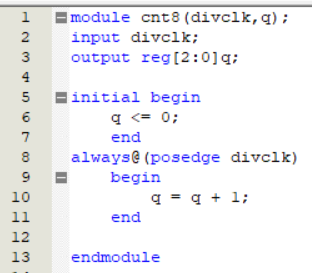 1 module cnt8(divclk,q);
2 input divclk;
3 output reg[2:0]q;
4
5 initial begin
6 q <= 0;
7 end
8 always@(posedge divclk)
9 begin
10 q = q + 1;
11 end
12
13 endmodule